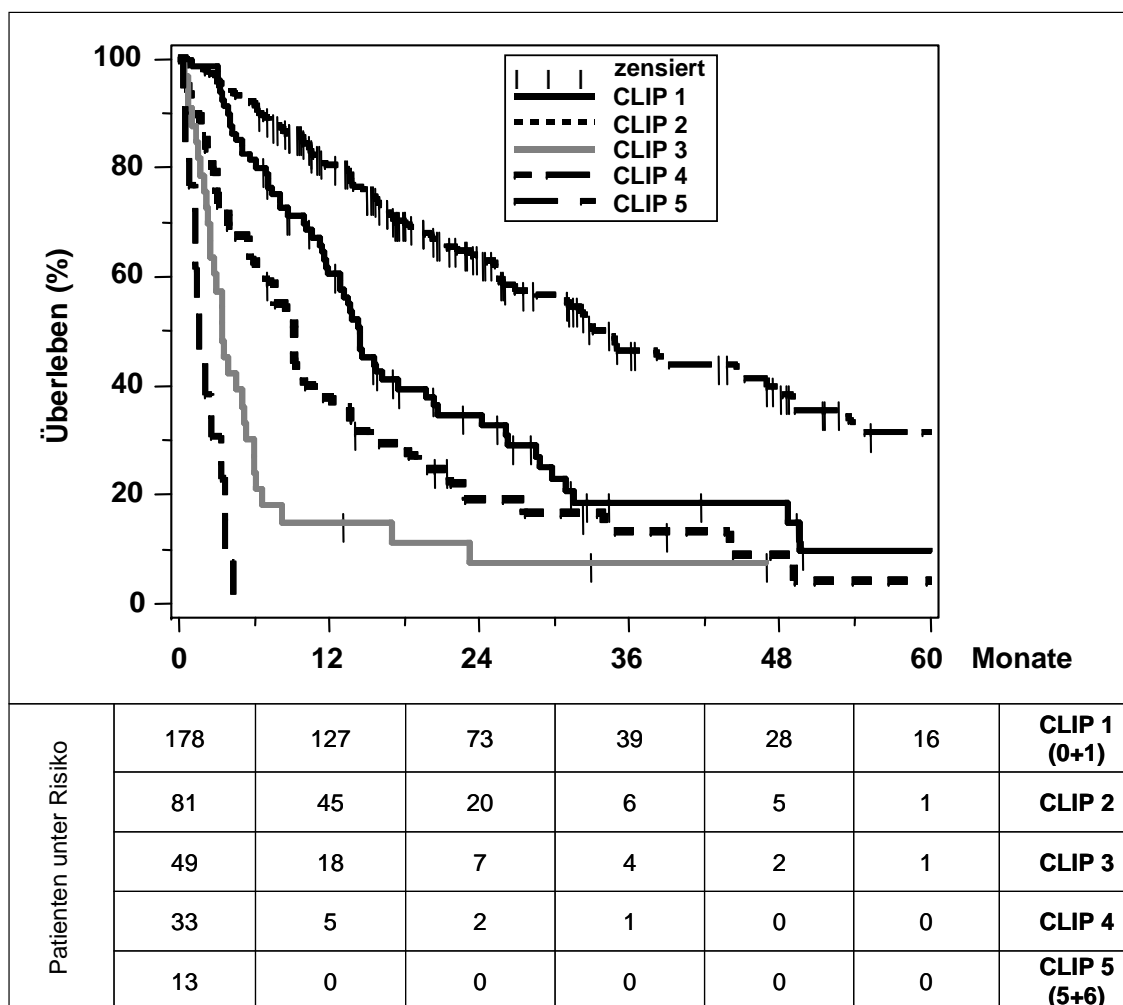 100
80
60
40
20
0
Überleben (%)
zensiert
CLIP 1
CLIP 2
CLIP 3
CLIP 4
CLIP 5
0 12 24 36 48 60 Monate
Patienten unter Risiko
178 127 73 39 28 16 CLIP 1 (0+1)
81 45 20 6 5 1 CLIP 2
49 18 7 4 2 1 CLIP 3
33 5 2 1 0 0 CLIP 4
13 0 0 0 0 0 CLIP 5 (5+6)